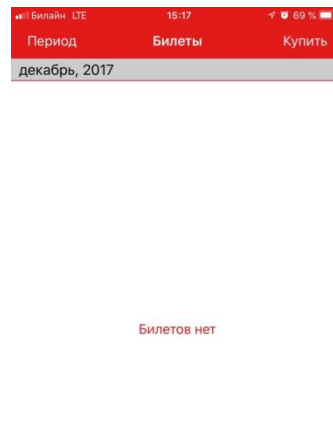 Билайн LTE 15:17 69 %
Период Билеты Купить
декабрь, 2017
Билетов нет